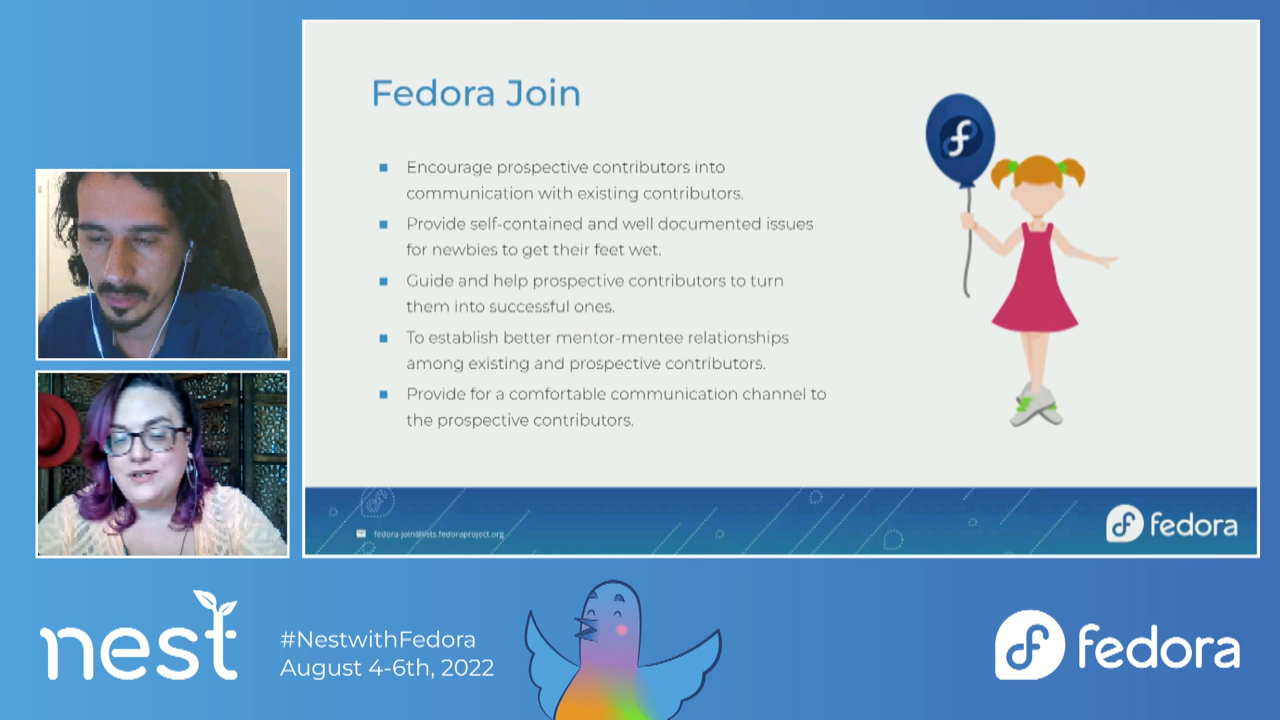 Fedora Join
Encourage prospective contributors into
communication with existing contributors.
Provide self-contained and well documented issues
for newbies to get their feet wet.
Guide and help prospective contributors to turn
them into successful ones.
To establish better mentor-mentee relationships
among existing and prospective contributors.
Provide for a comfortable communication channel to
the prospective contributors.
fedora-join@lists.fedoraproject.org
fedora
nest
#NestwithFedora
August 4-6th, 2022
fedora